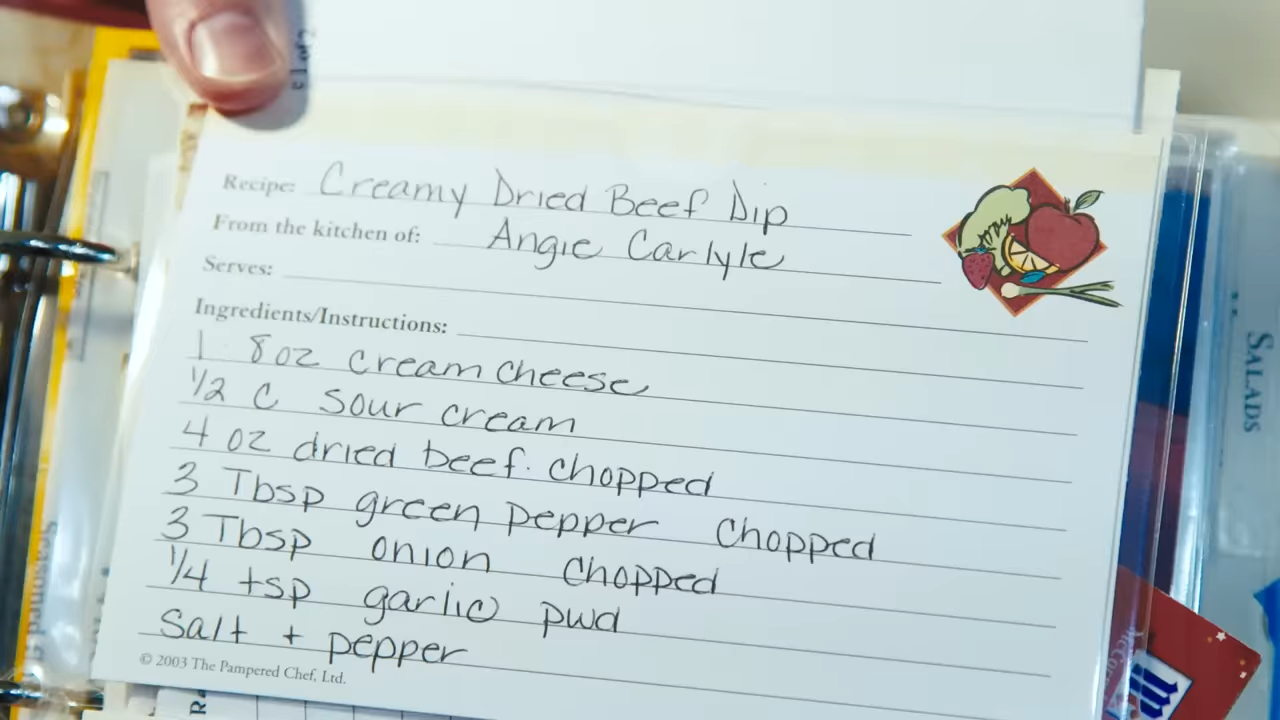 Recipe: Creamy Dried Beef Dip
From the kitchen of: Angie Carlyle
Serves:
Ingredients/Instructions:
1 8oz cream cheese
1/2 C sour cream
4 oz dried beef. chopped
3 Tbsp green pepper chopped
3 Tbsp onion chopped
1/4 tsp garlic pwd
Salt + pepper
© 2003 The Pampered Chef, Ltd.
SALADS